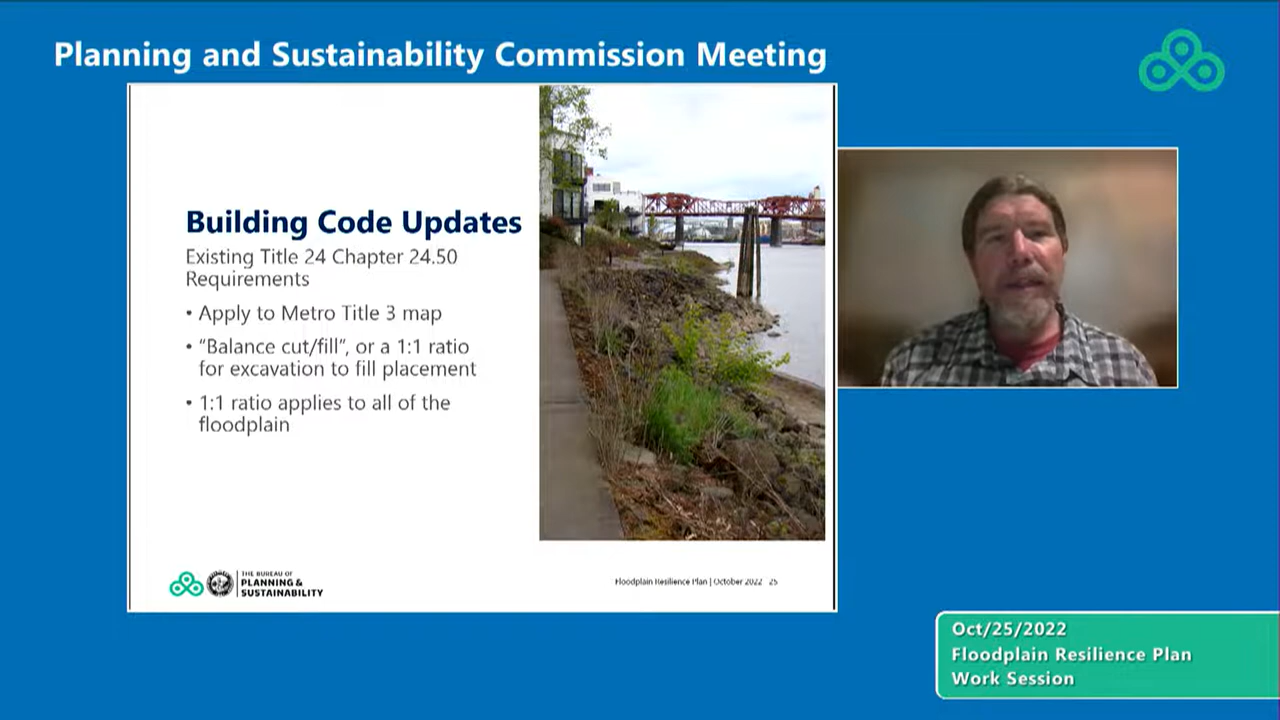 Planning and Sustainability Commission Meeting
Building Code Updates
Existing Title 24 Chapter 24.50
Requirements
• Apply to Metro Title 3 map
• “Balance cut/fill”, or a 1:1 ratio
for excavation to fill placement
• 1:1 ratio applies to all of the
floodplain
THE BUREAU OF
PLANNING &
SUSTAINABILITY
Floodplain Resilience Plan | October 2022 25
Oct/25/2022
Floodplain Resilience Plan
Work Session